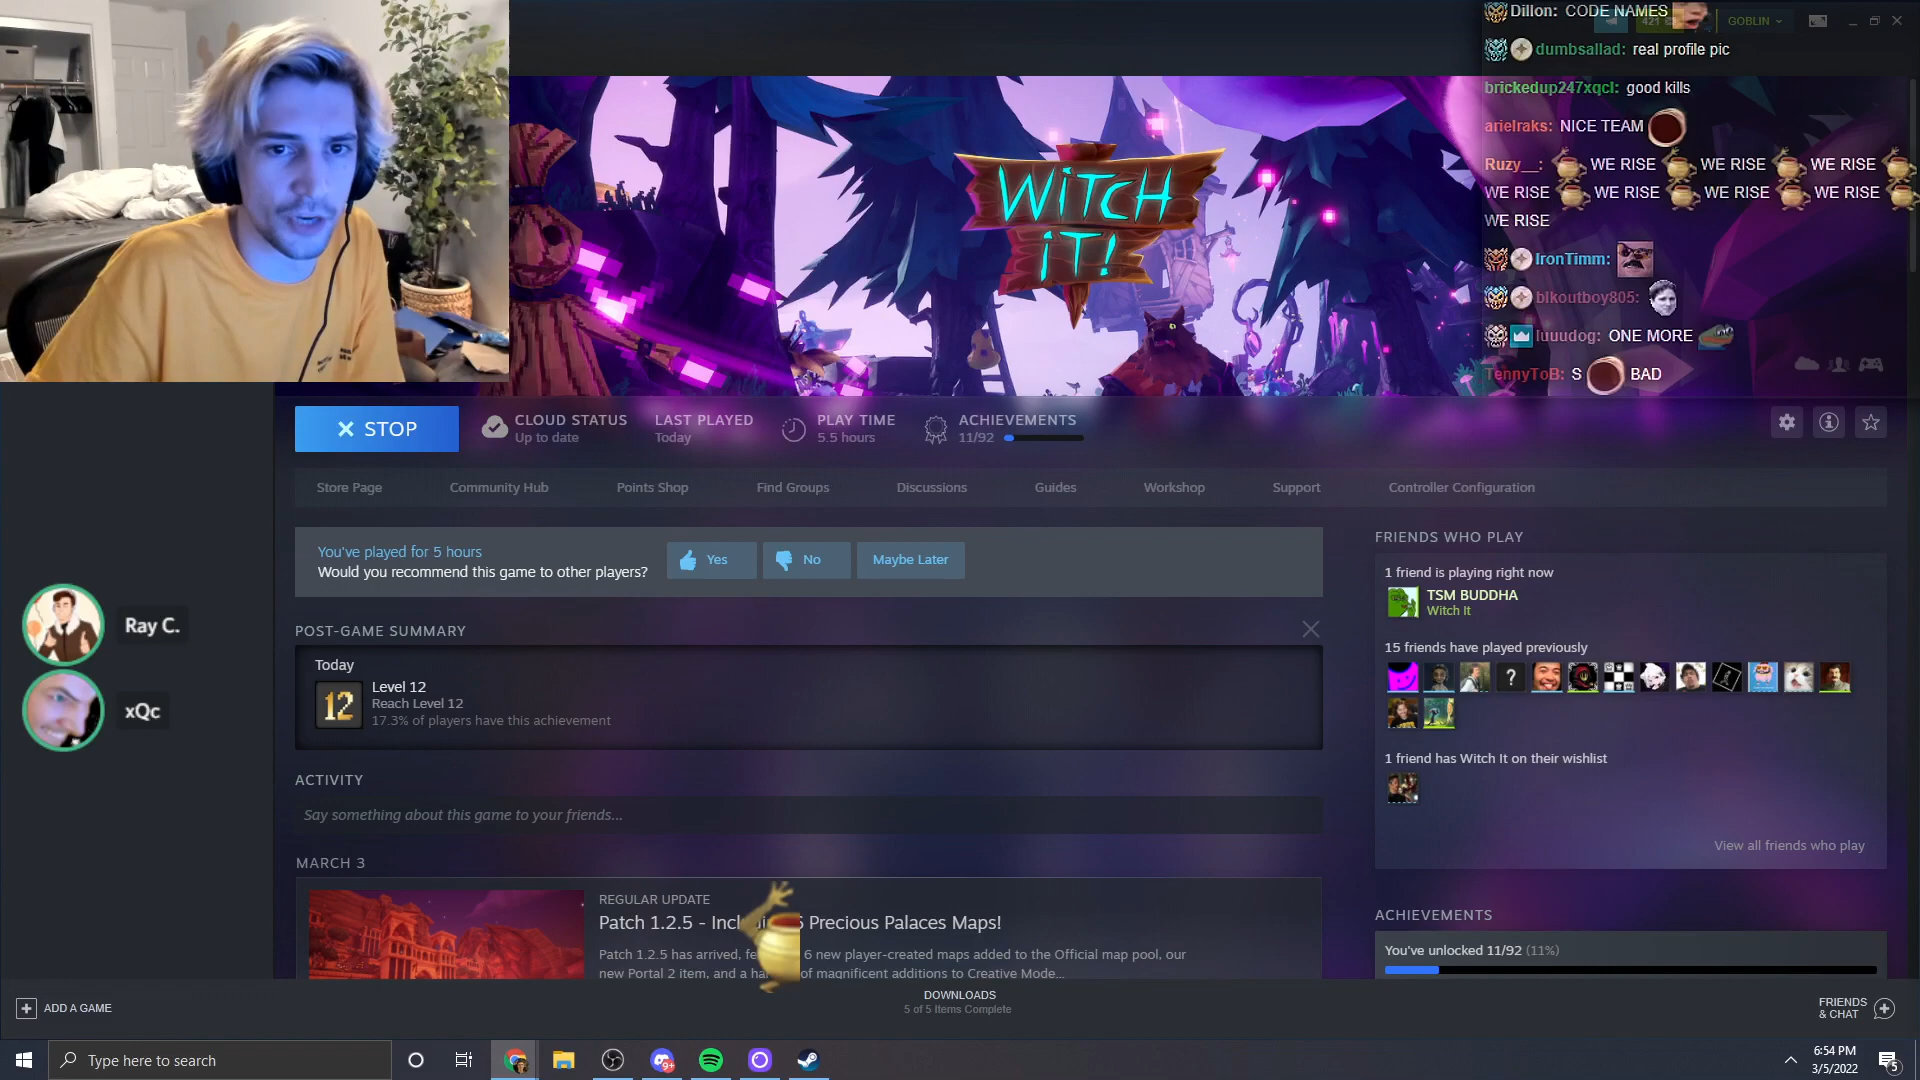 Dillon: CODE NAMES
421
GOBLIN
dumbsallad: real profile pic
brickedup247xqcl: good kills
arielraks: NICE TEAM
Ruzy__: WE RISE WE RISE WE RISE
WE RISE WE RISE WE RISE WE RISE
WE RISE
IronTimm:
blkoutboy805:
luuudog: ONE MORE
TennyToB: S BAD
WiTCH
iT!
STOP
CLOUD STATUS
Up to date
LAST PLAYED
Today
PLAY TIME
5.5 hours
ACHIEVEMENTS
11/92
Store Page Community Hub Points Shop Find Groups Discussions Guides Workshop Support Controller Configuration
You've played for 5 hours
Would you recommend this game to other players?
Yes
No
Maybe Later
POST-GAME SUMMARY
Today
12
Level 12
Reach Level 12
17.3% of players have this achievement
ACTIVITY
Say something about this game to your friends...
MARCH 3
REGULAR UPDATE
Patch 1.2.5 - Precious Palaces Maps!
Patch 1.2.5 has arrived, 6 new player-created maps added to the Official map pool, our
new Portal 2 item, and a of magnificent additions to Creative Mode...
FRIENDS WHO PLAY
1 friend is playing right now
TSM BUDDHA
Witch It
15 friends have played previously
?
1 friend has Witch It on their wishlist
View all friends who play
ACHIEVEMENTS
You've unlocked 11/92 (11%)
Ray C.
xQc
ADD A GAME
DOWNLOADS
5 of 5 Items Complete
FRIENDS
& CHAT
Type here to search
9+
6:54 PM
3/5/2022
5